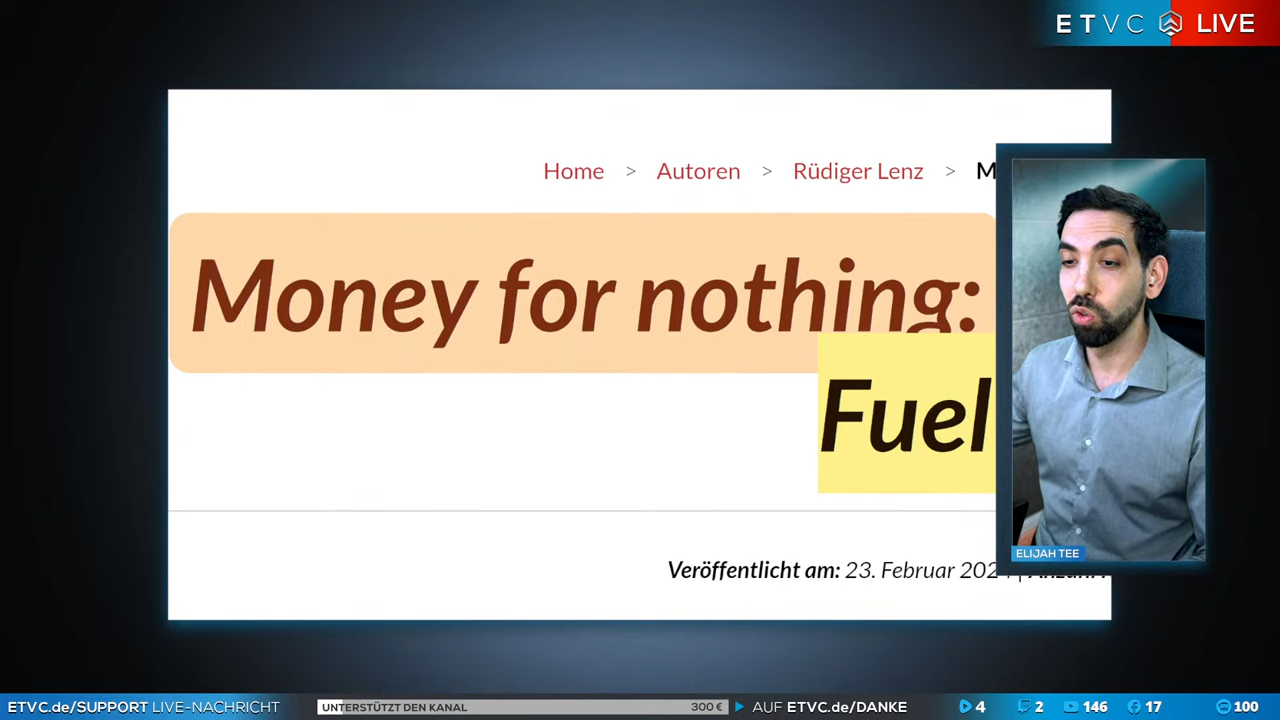 ETVC LIVE
Home > Autoren > Rüdiger Lenz > M
Money for nothing:
Fuel
Veröffentlicht am: 23. Februar 202
ELIJAH TEE
ETVC.de/SUPPORT LIVE-NACHRICHT UNTERSTÜTZT DEN KANAL 300 € AUF ETVC.de/DANKE 4 2 146 17 100